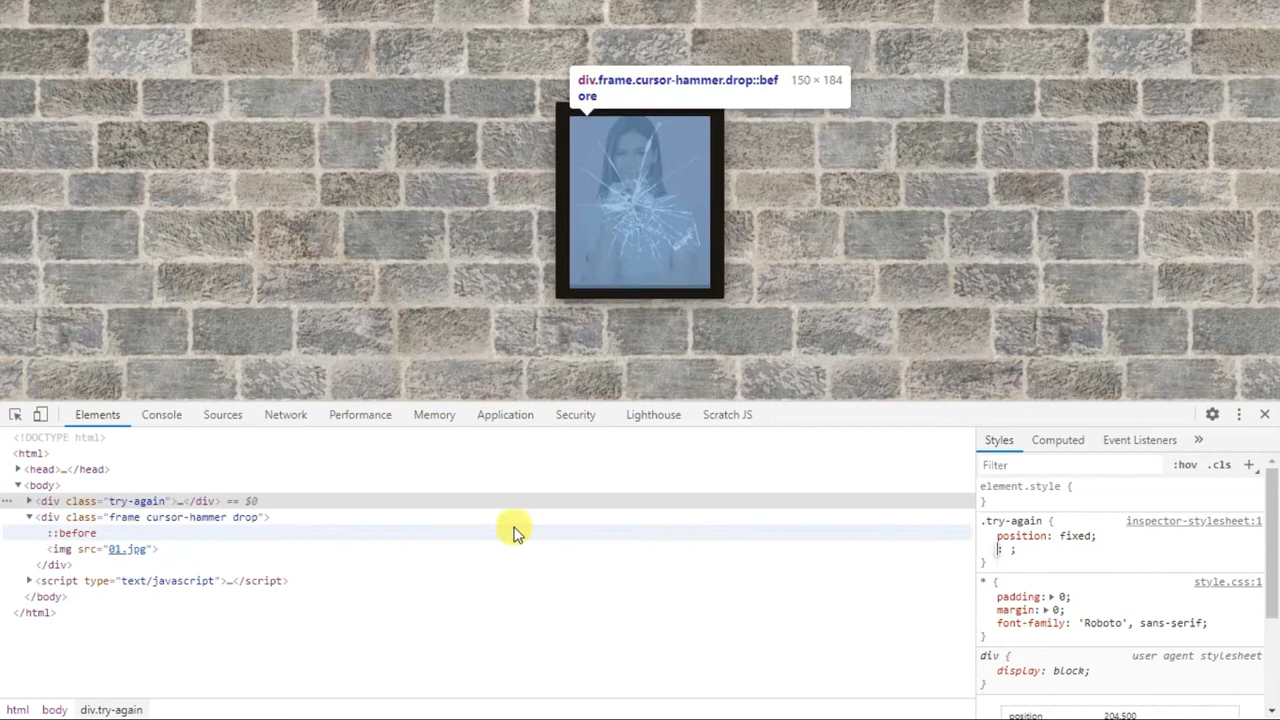 div.frame.cursor-hammer.drop::bef 150 × 184
ore
Elements Console Sources Network Performance Memory Application Security Lighthouse Scratch JS
<!DOCTYPE html>
<html>
<head>…</head>
<body>
<div class="try-again">…</div> == $0
<div class="frame cursor-hammer drop">
::before
<img src="01.jpg">
</div>
<script type="text/javascript">…</script>
</body>
</html>
html body div.try-again
Styles Computed Event Listeners »
Filter :hov .cls +
element.style {
}
.try-again { inspector-stylesheet:1
position: fixed;
: ;
}
* { style.css:1
padding: 0;
margin: 0;
font-family: 'Roboto', sans-serif;
}
div { user agent stylesheet
display: block;
}
position 204.500